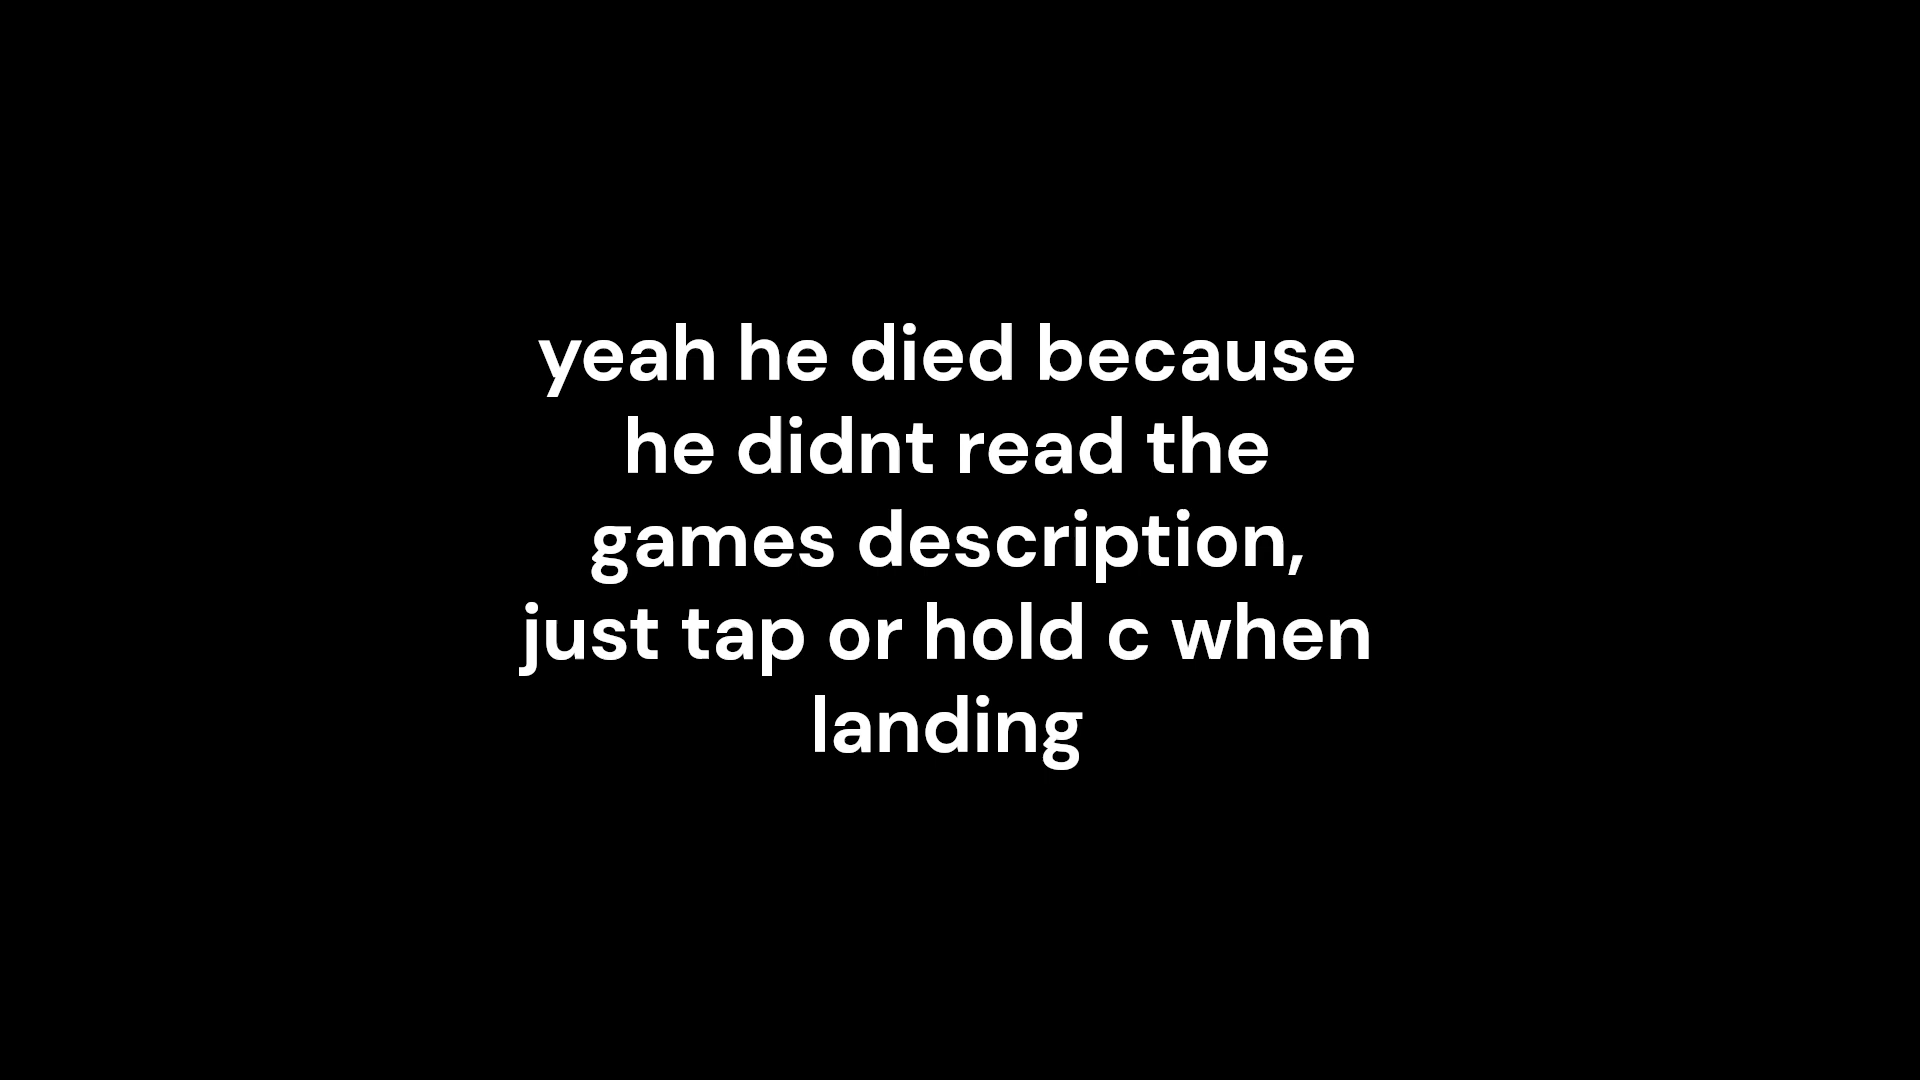 yeah he died because
he didnt read the
games description,
just tap or hold c when
landing